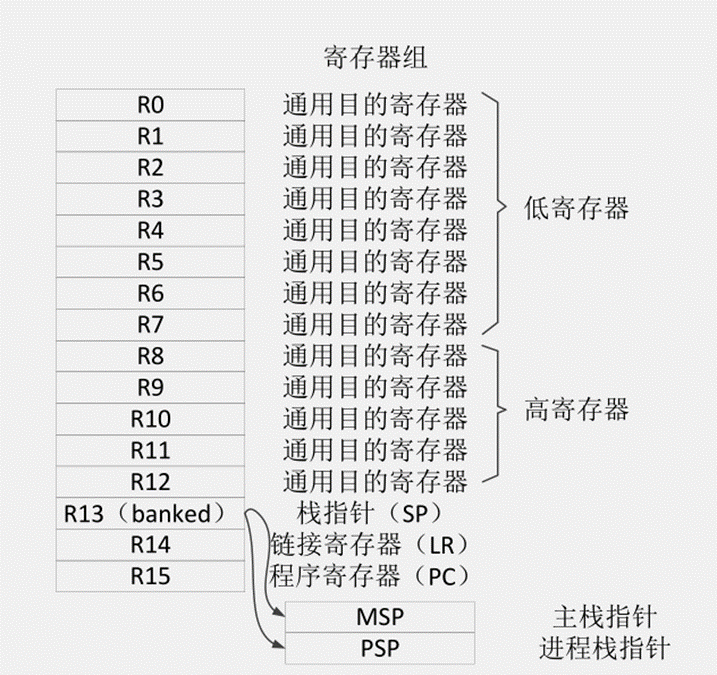 寄存器组
R0 通用目的寄存器
R1 通用目的寄存器
R2 通用目的寄存器
R3 通用目的寄存器 低寄存器
R4 通用目的寄存器
R5 通用目的寄存器
R6 通用目的寄存器
R7 通用目的寄存器
R8 通用目的寄存器
R9 通用目的寄存器
R10 通用目的寄存器 高寄存器
R11 通用目的寄存器
R12 通用目的寄存器
R13（banked） 栈指针（SP）
R14 链接寄存器（LR）
R15 程序寄存器（PC）
MSP 主栈指针
PSP 进程栈指针